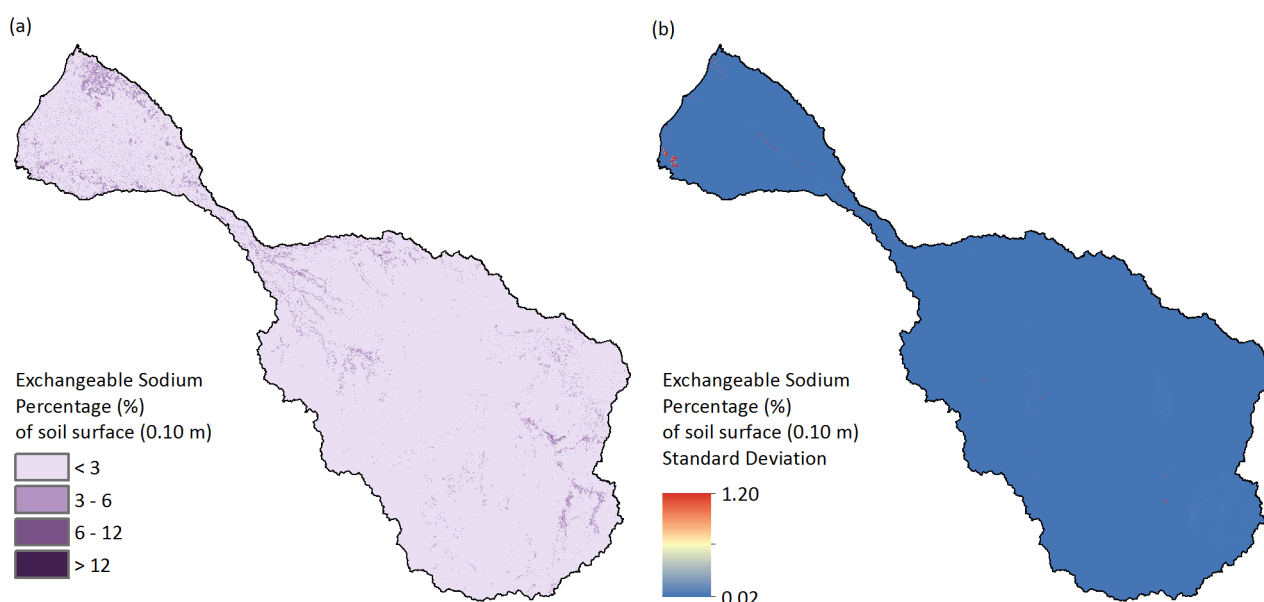 (a)
(b)
Exchangeable Sodium
Percentage (%)
of soil surface (0.10 m)
< 3
3 - 6
6 - 12
> 12
Exchangeable Sodium
Percentage (%)
of soil surface (0.10 m)
Standard Deviation
1.20
0.02